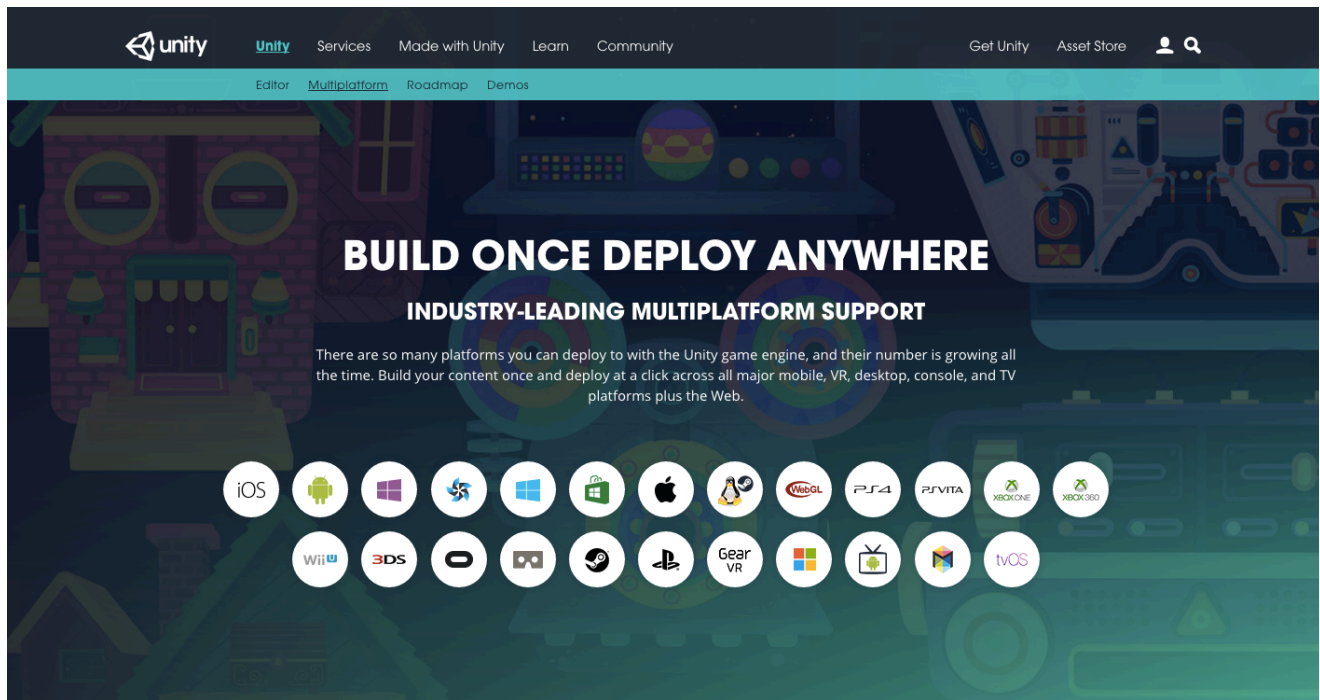 unity
Unity Services Made with Unity Learn Community Get Unity Asset Store
Editor Multiplatform Roadmap Demos
BUILD ONCE DEPLOY ANYWHERE
INDUSTRY-LEADING MULTIPLATFORM SUPPORT
There are so many platforms you can deploy to with the Unity game engine, and their number is growing all
the time. Build your content once and deploy at a click across all major mobile, VR, desktop, console, and TV
platforms plus the Web.
iOS WebGL PS4 PSVITA XBOX ONE XBOX 360
Wii U 3DS Gear VR tvOS